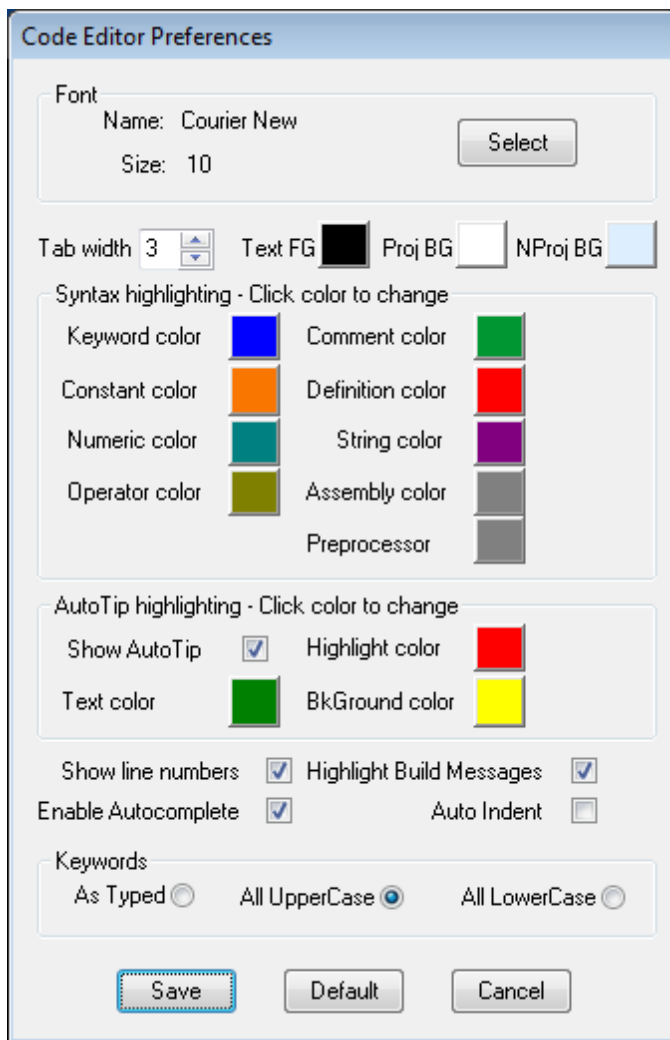 Code Editor Preferences
Font
Name: Courier New
Select
Size: 10
Tab width 3 Text FG Proj BG NProj BG
Syntax highlighting - Click color to change
Keyword color Comment color
Constant color Definition color
Numeric color String color
Operator color Assembly color
Preprocessor
AutoTip highlighting - Click color to change
Show AutoTip Highlight color
Text color BkGround color
Show line numbers Highlight Build Messages
Enable Autocomplete Auto Indent
Keywords
As Typed All UpperCase All LowerCase
Save Default Cancel